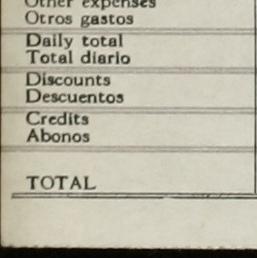 Other expenses
Otros gastos
Daily total
Total diario
Discounts
Descuentos
Credits
Abonos
TOTAL